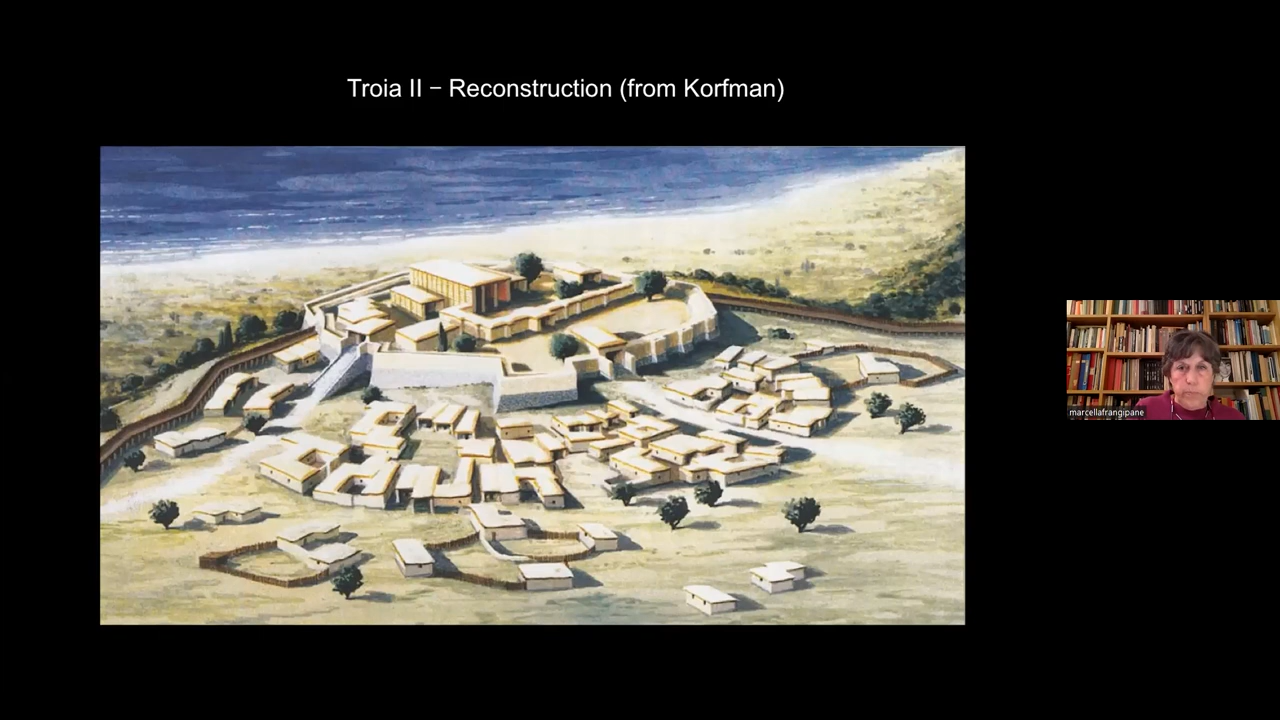 Troia II − Reconstruction (from Korfman)
marcellafrangipane